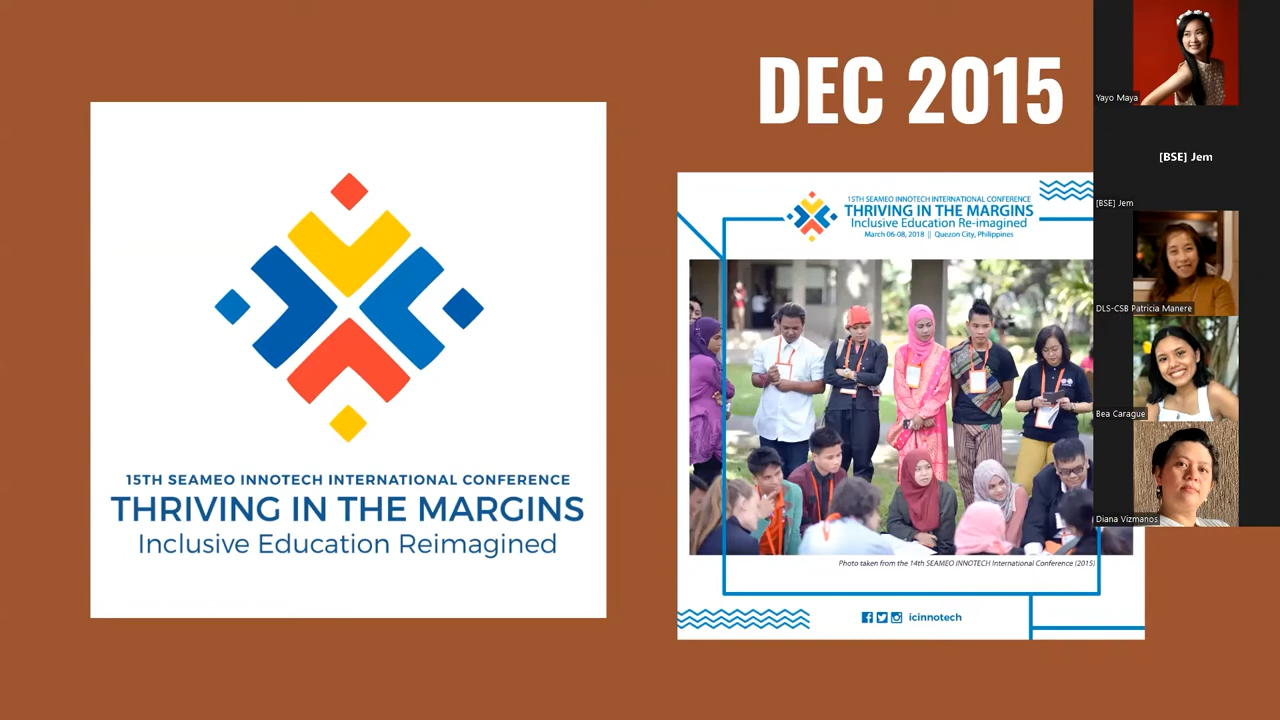 DEC 2015
15TH SEAMEO INNOTECH INTERNATIONAL CONFERENCE
THRIVING IN THE MARGINS
Inclusive Education Reimagined
15TH SEAMEO INNOTECH INTERNATIONAL CONFERENCE
THRIVING IN THE MARGINS
Inclusive Education Re-imagined
March 06-08, 2018 || Quezon City, Philippines
Photo taken from the 14th SEAMEO INNOTECH International Conference (2015)
icinnotech
Yayo Maya
[BSE] Jem
[BSE] Jem
DLS-CSB Patricia Manere
Bea Carague
Diana Vizmanos